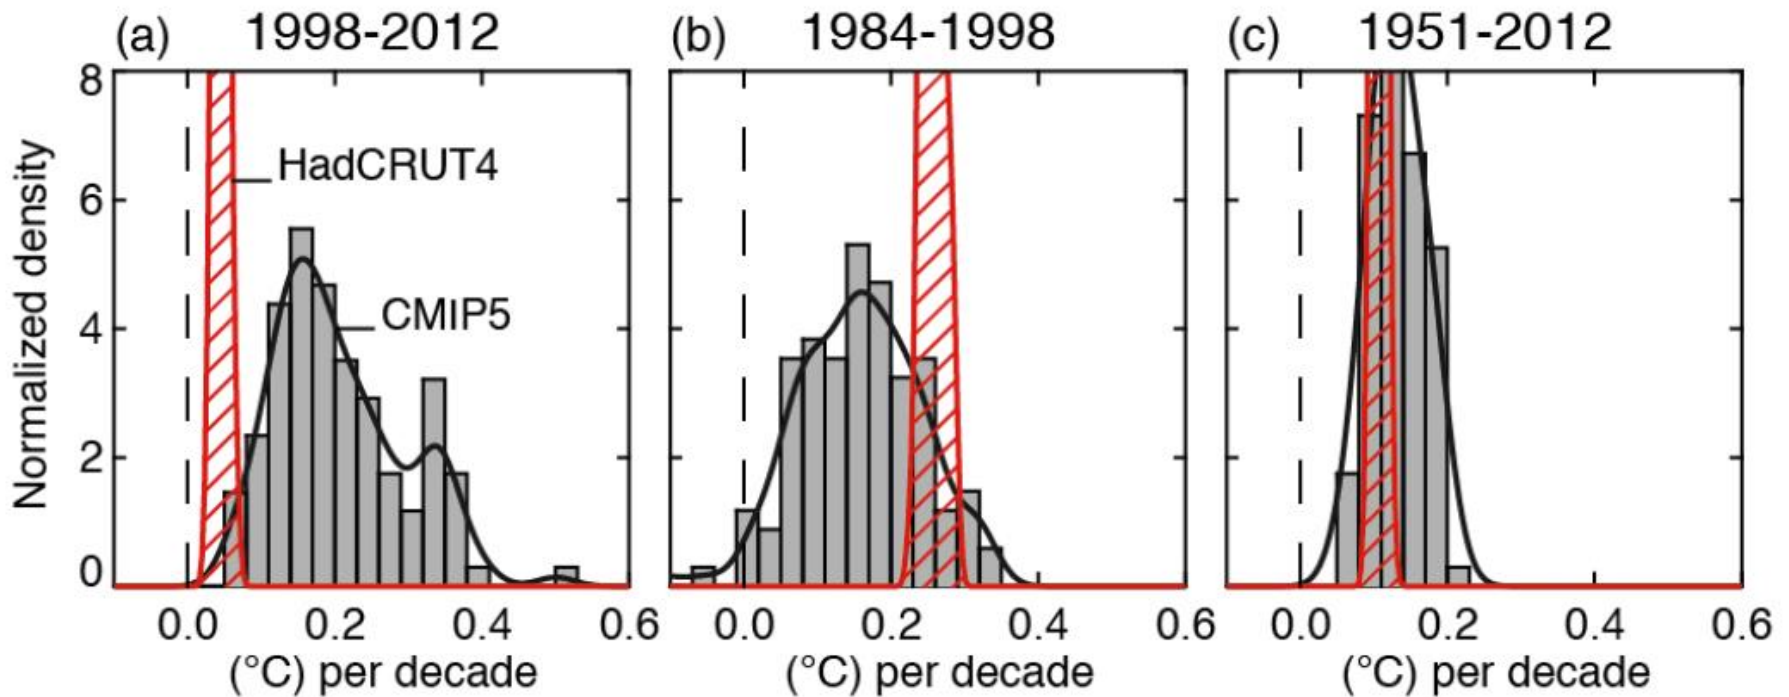 (a) 1998-2012
(b) 1984-1998
(c) 1951-2012
Normalized density
8
6
4
2
0
HadCRUT4
CMIP5
0.0 0.2 0.4 0.6
0.0 0.2 0.4 0.6
0.0 0.2 0.4 0.6
(°C) per decade
(°C) per decade
(°C) per decade